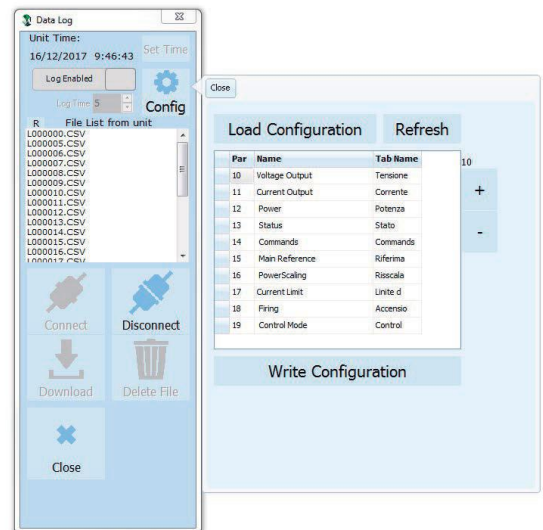 Data Log
Unit Time:
16/12/2017 9:46:43
Set Time
Log Enabled
Log Time 5
Config
R File List from unit
L000000.CSV
L000005.CSV
L000006.CSV
L000007.CSV
L000008.CSV
L000009.CSV
L000010.CSV
L000011.CSV
L000012.CSV
L000013.CSV
L000014.CSV
L000015.CSV
L000016.CSV
L000017.CSV
Connect
Disconnect
Download
Delete File
Close
Close
Load Configuration
Refresh
Par Name Tab Name
10 Voltage Output Tensione
11 Current Output Corrente
12 Power Potenza
13 Status Stato
14 Commands Commands
15 Main Reference Riferima
16 PowerScaling Risscala
17 Current Limit Linite d
18 Firing Accensio
19 Control Mode Control
10
+
-
Write Configuration